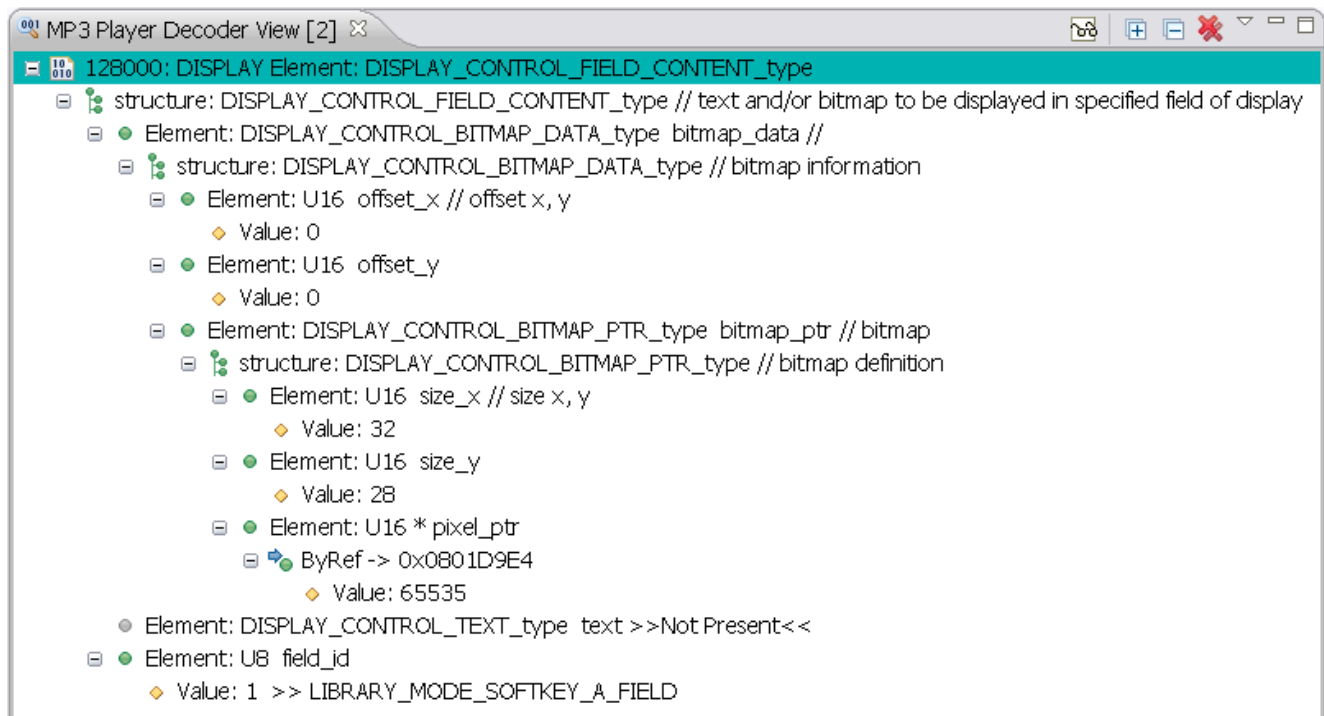 MP3 Player Decoder View [2]
128000: DISPLAY Element: DISPLAY_CONTROL_FIELD_CONTENT_type
structure: DISPLAY_CONTROL_FIELD_CONTENT_type // text and/or bitmap to be displayed in specified field of display
Element: DISPLAY_CONTROL_BITMAP_DATA_type bitmap_data //
structure: DISPLAY_CONTROL_BITMAP_DATA_type // bitmap information
Element: U16 offset_x // offset x, y
Value: 0
Element: U16 offset_y
Value: 0
Element: DISPLAY_CONTROL_BITMAP_PTR_type bitmap_ptr // bitmap
structure: DISPLAY_CONTROL_BITMAP_PTR_type // bitmap definition
Element: U16 size_x // size x, y
Value: 32
Element: U16 size_y
Value: 28
Element: U16 * pixel_ptr
ByRef -> 0x0801D9E4
Value: 65535
Element: DISPLAY_CONTROL_TEXT_type text >>Not Present<<
Element: U8 field_id
Value: 1 >> LIBRARY_MODE_SOFTKEY_A_FIELD